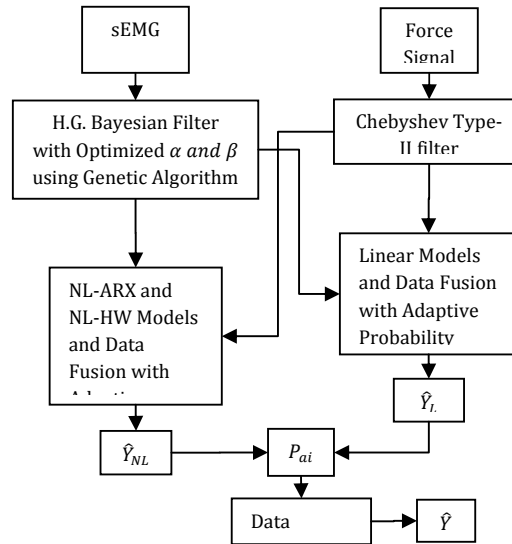 sEMG
Force
Signal
H.G. Bayesian Filter
with Optimized α and β
using Genetic Algorithm
Chebyshev Type-
II filter
NL-ARX and
NL-HW Models
and Data
Fusion with
Linear Models
and Data Fusion
with Adaptive
Probability
Ŷ_NL
P_ai
Ŷ_L
Data
Ŷ